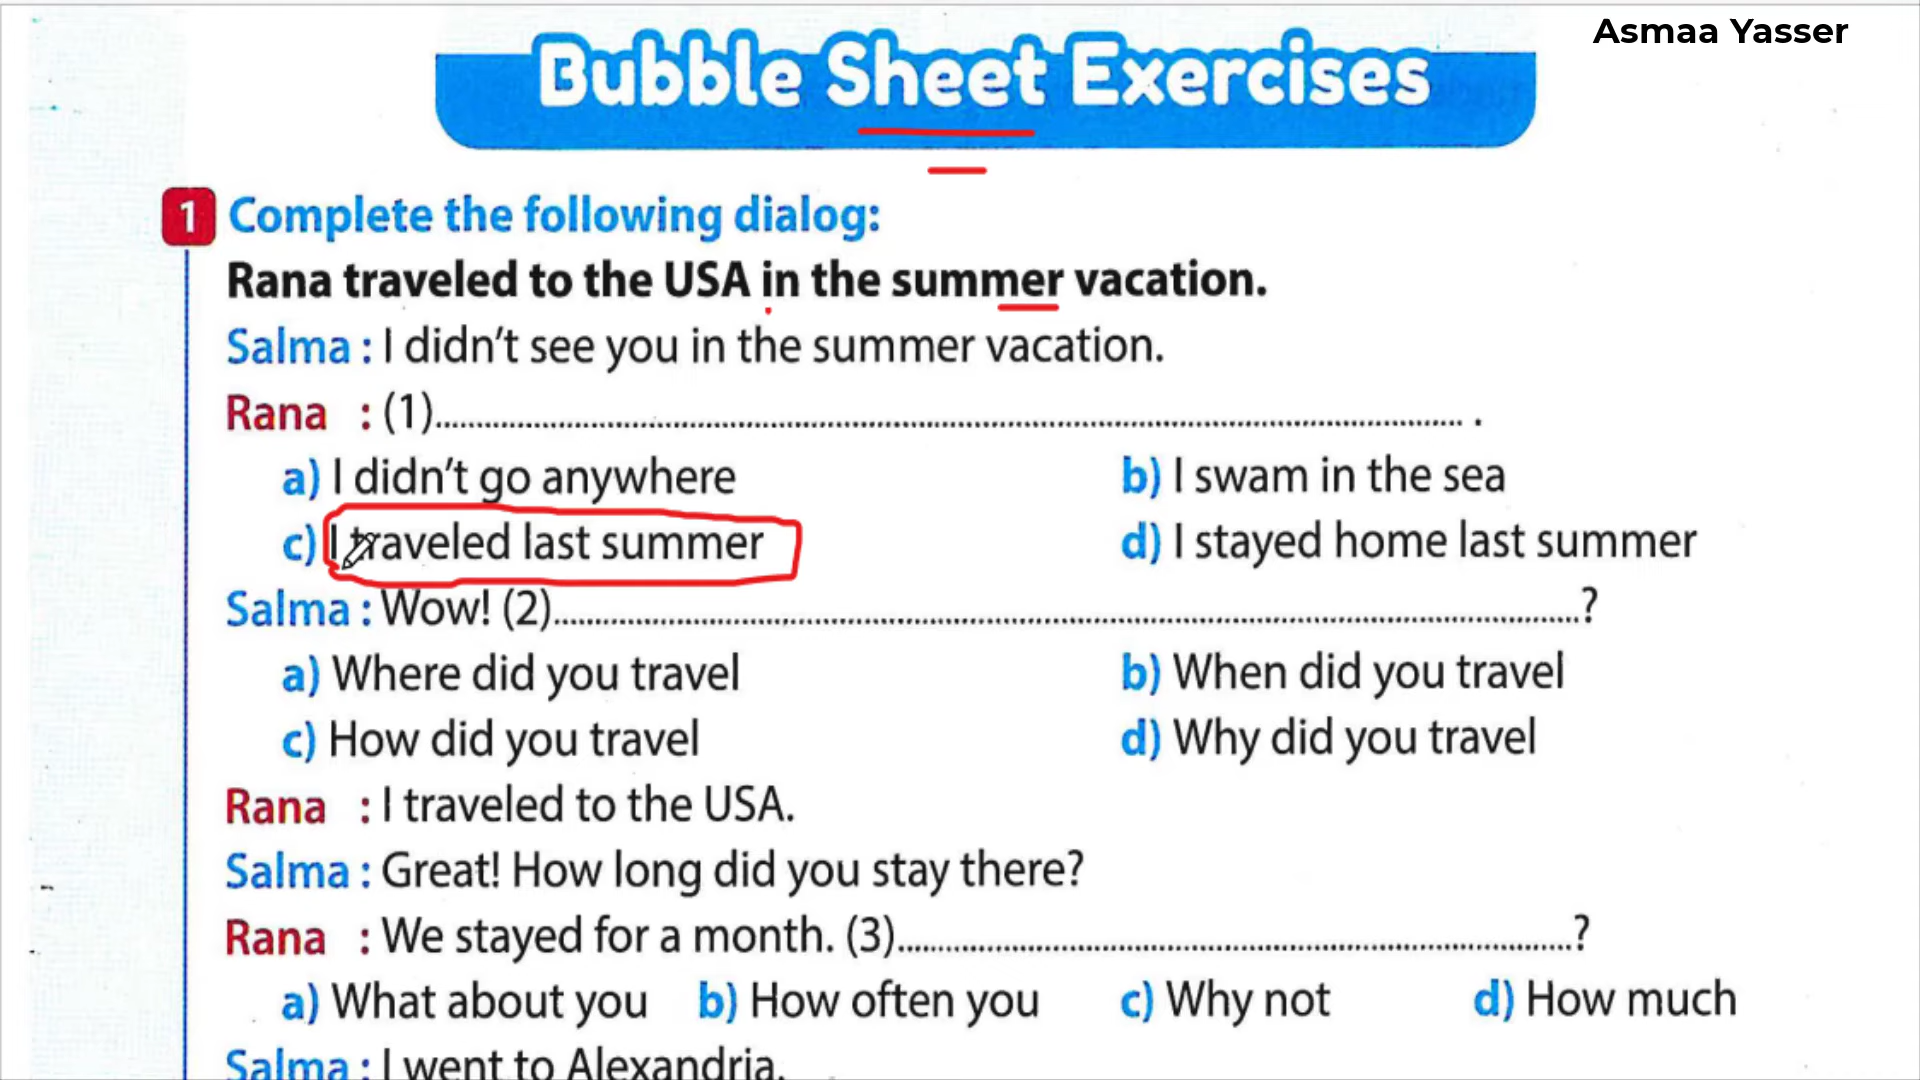 Asmaa Yasser
Bubble Sheet Exercises
1 Complete the following dialog:
Rana traveled to the USA in the summer vacation.
Salma : I didn't see you in the summer vacation.
Rana : (1)........................................ .
a) I didn't go anywhere b) I swam in the sea
c) I traveled last summer d) I stayed home last summer
Salma : Wow! (2)........................................?
a) Where did you travel b) When did you travel
c) How did you travel d) Why did you travel
Rana : I traveled to the USA.
Salma : Great! How long did you stay there?
Rana : We stayed for a month. (3)........................................?
a) What about you b) How often you c) Why not d) How much
Salma : I went to Alexandria.